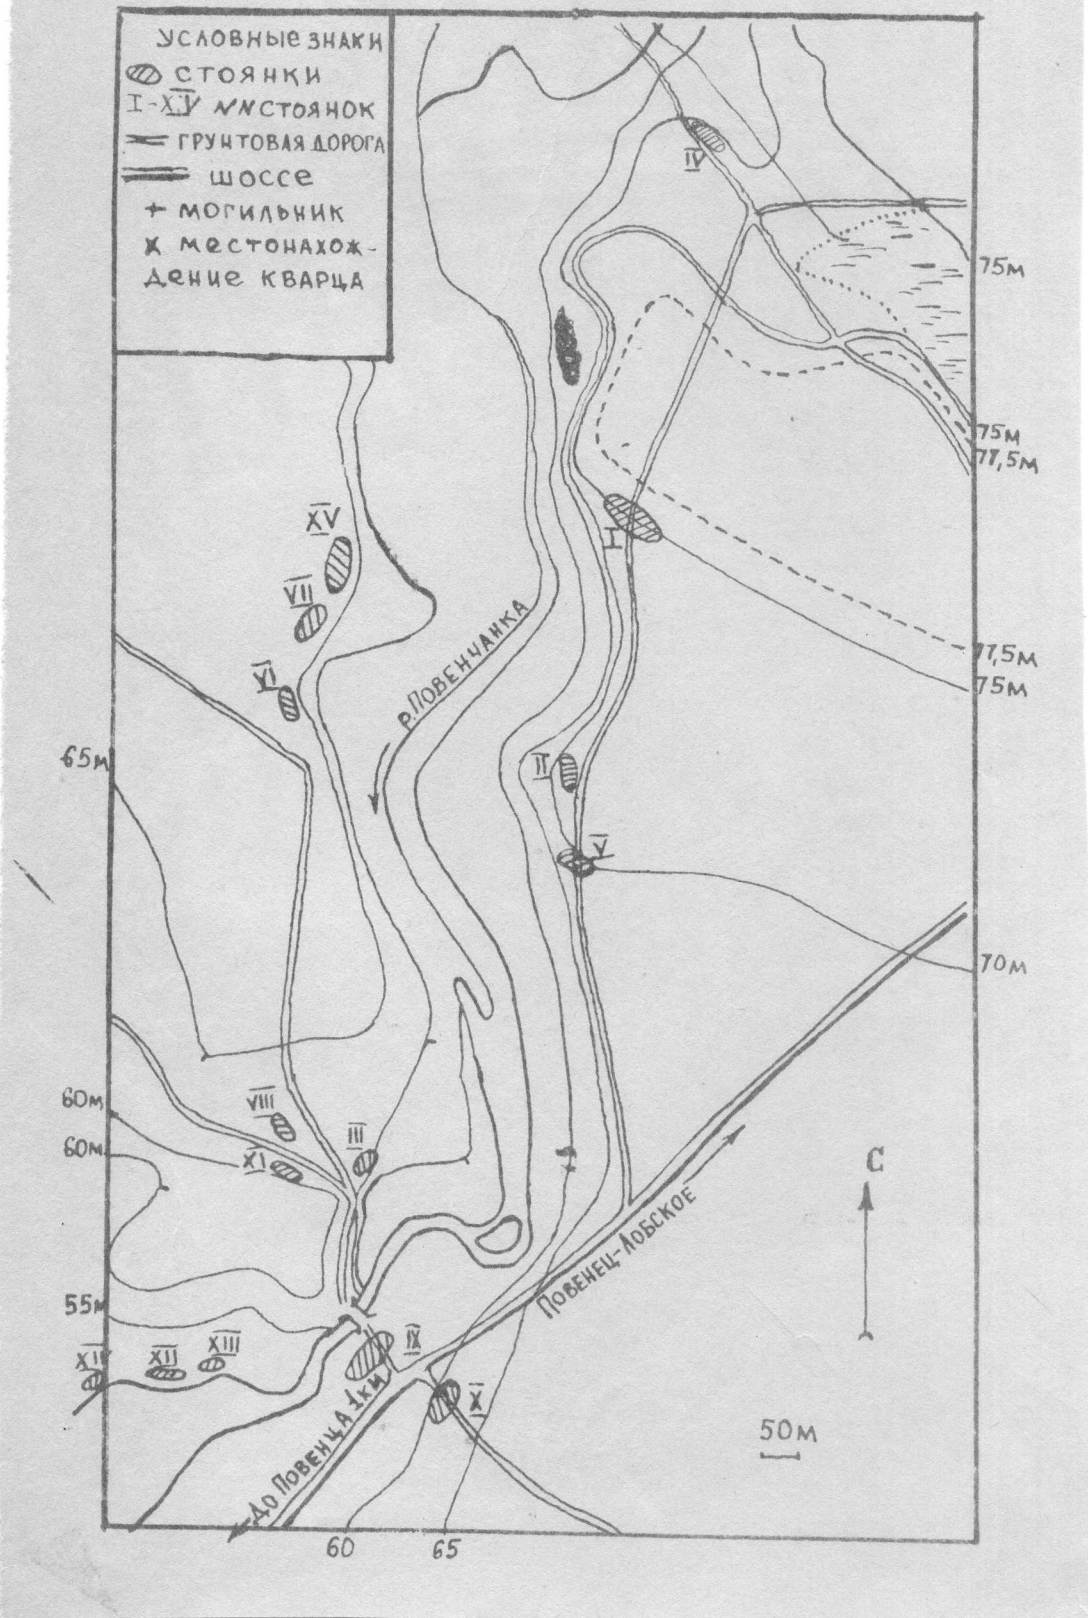 УСЛОВНЫЕ ЗНАКИ
СТОЯНКИ
I-XV NN СТОЯНОК
ГРУНТОВАЯ ДОРОГА
ШОССЕ
МОГИЛЬНИК
МЕСТОНАХОЖ-
ДЕНИЕ КВАРЦА
IV
75м
75м
77,5м
I
XV
VII
VI
р. ПОВЕНЧАНКА
77,5м
75м
65м
II
V
70м
60м
VIII
III
60м
XI
С
ПОВЕНЕЦ-ЛОБСКОЕ
55м
XIV
XII
XIII
IX
X
ДО ПОВЕНЦА 1км
50м
60
65